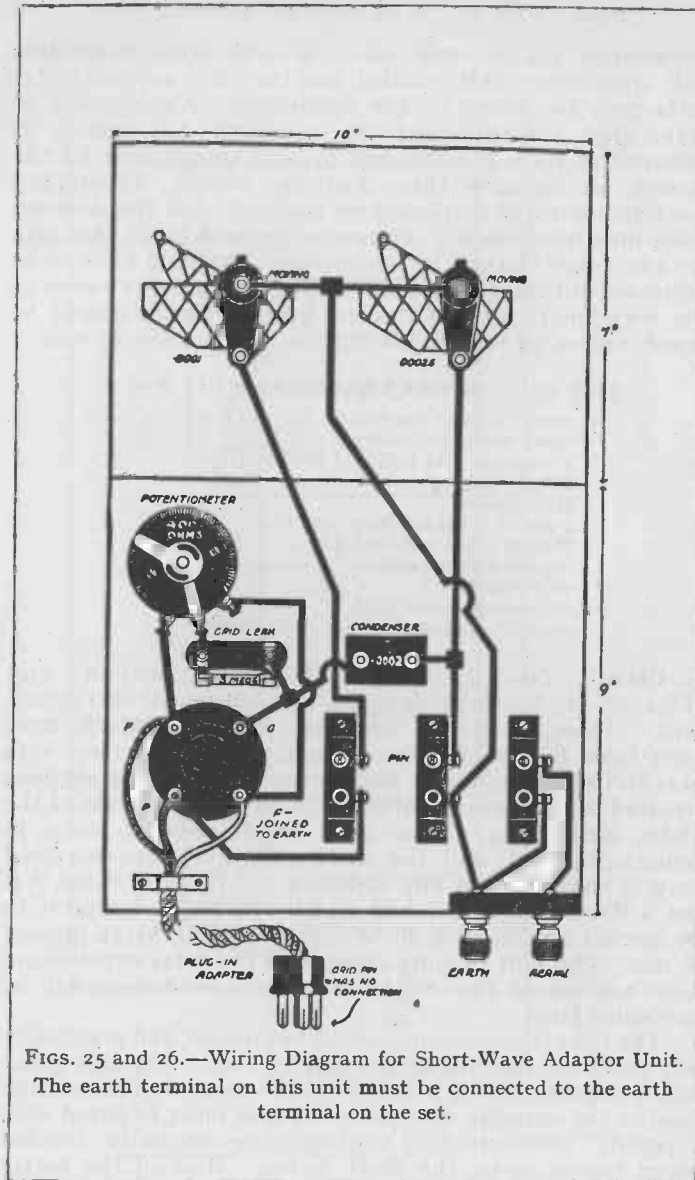 10"
MOVING
MOVING
.0001
.00025
7"
POTENTIOMETER
400
OHMS
GRID LEAK
3 MEGS
CONDENSER
.0002
9"
F
G
P
F-
JOINED
TO EARTH
PIN
PLUG-IN
ADAPTER
GRID PIN
HAS NO
CONNECTION
EARTH
AERIAL
FIGS. 25 and 26.—Wiring Diagram for Short-Wave Adaptor Unit.
The earth terminal on this unit must be connected to the earth
terminal on the set.